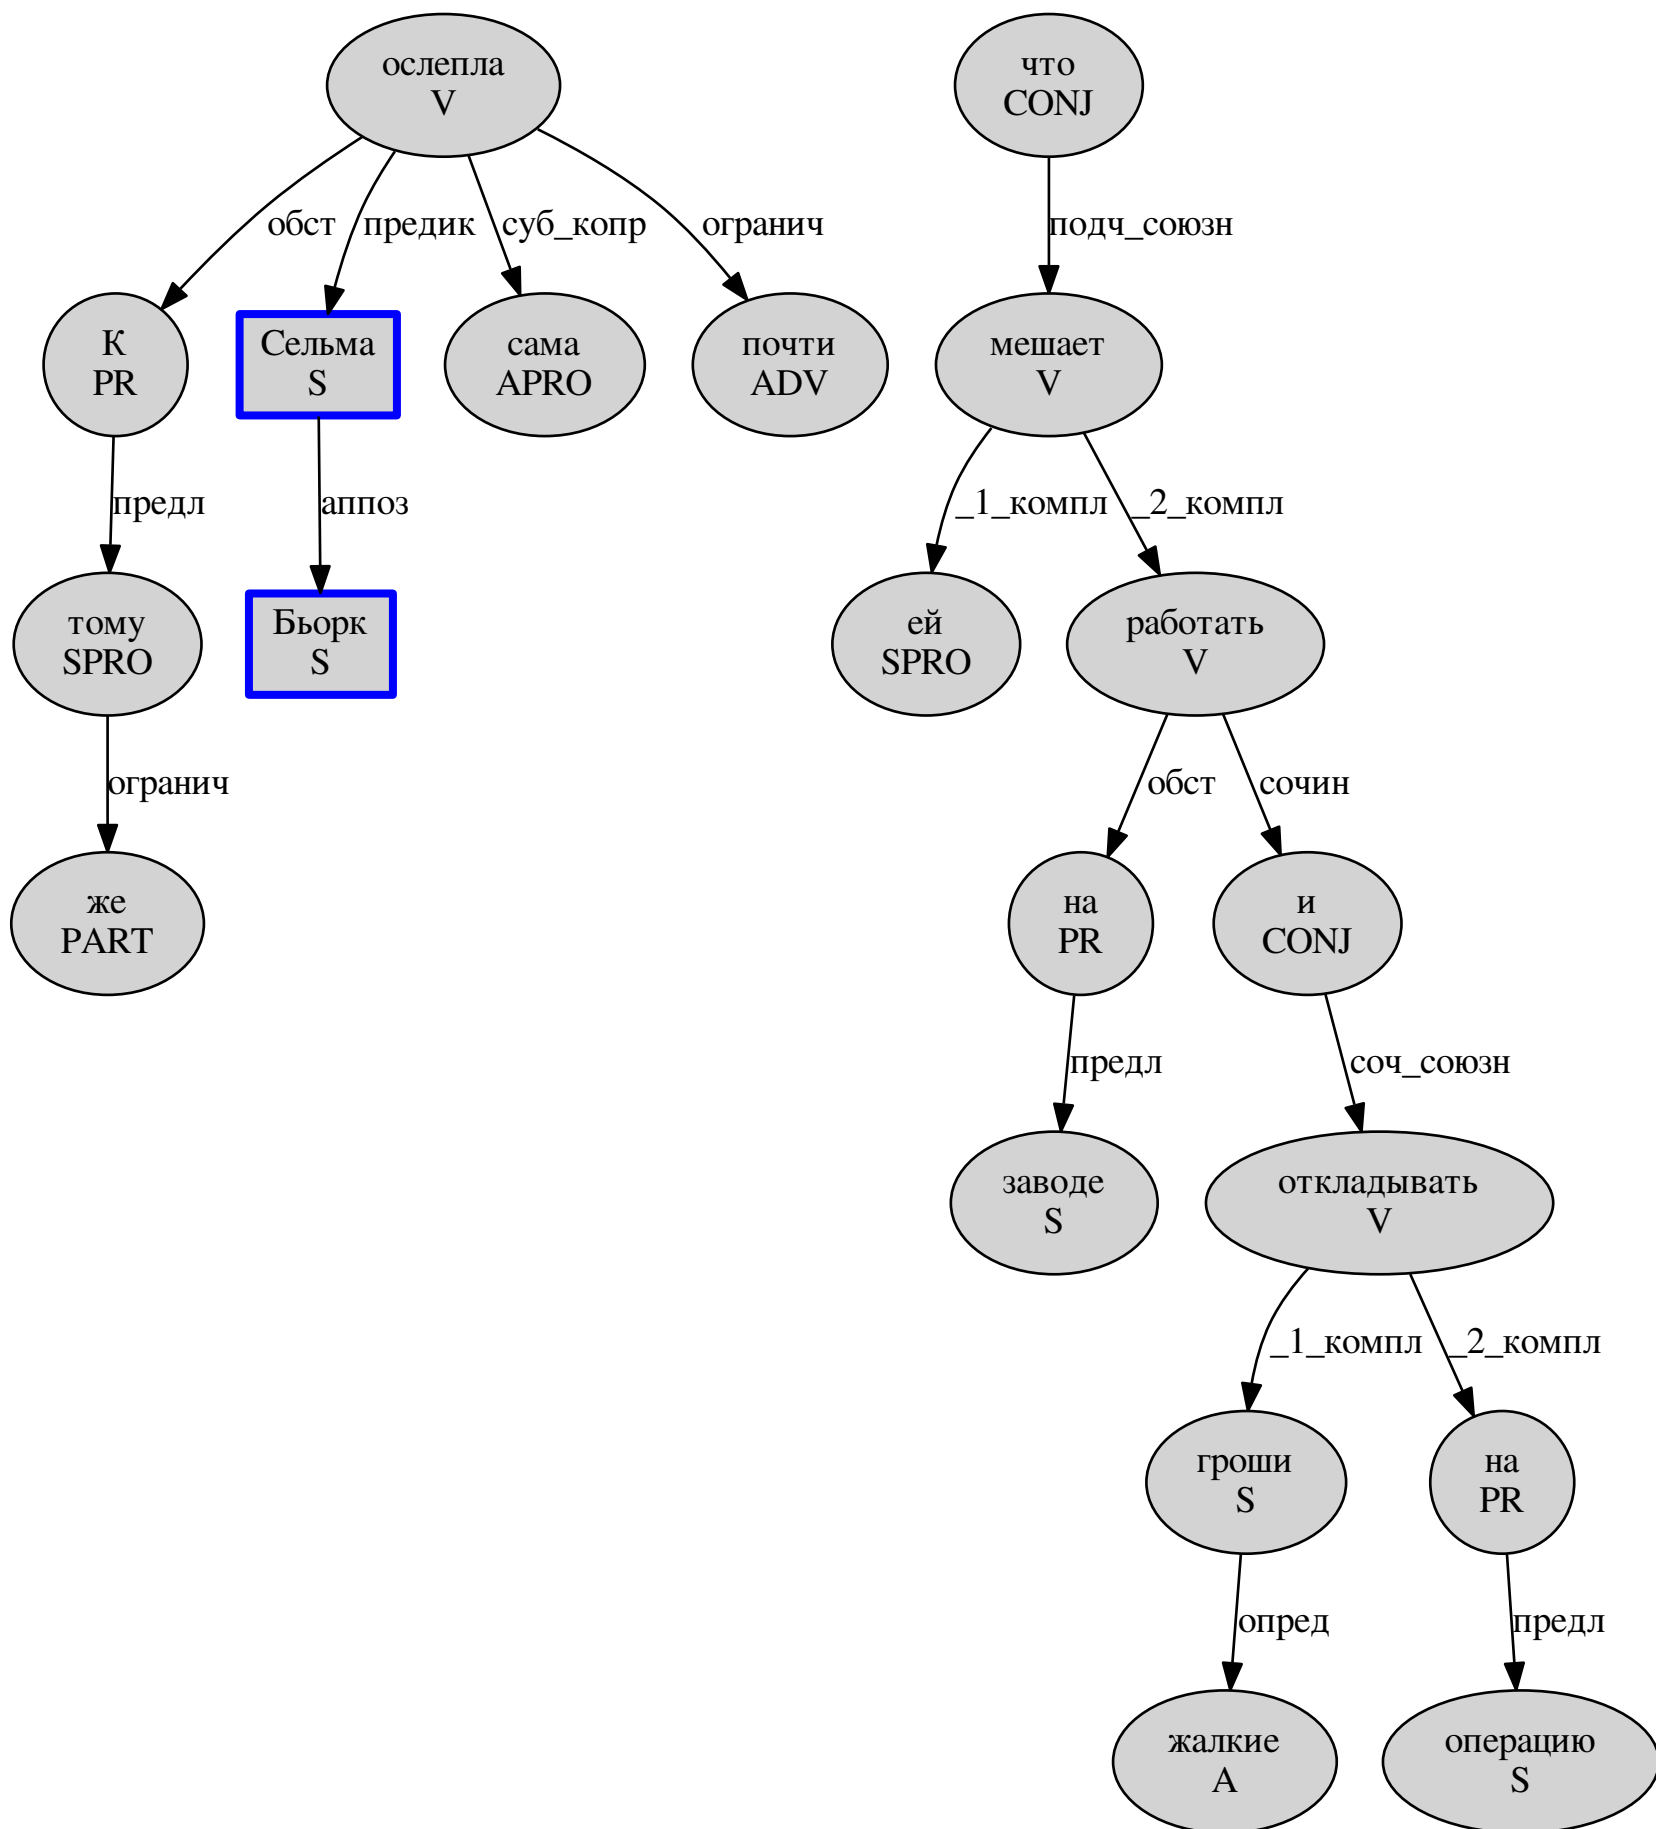 ослепла
V
что
CONJ
обст
предик
суб_копр
огранич
подч_союзн
К
PR
Сельма
S
сама
APRO
почти
ADV
мешает
V
предл
аппоз
_1_компл
_2_компл
тому
SPRO
Бьорк
S
ей
SPRO
работать
V
огранич
обст
сочин
же
PART
на
PR
и
CONJ
предл
соч_союзн
заводе
S
откладывать
V
_1_компл
_2_компл
гроши
S
на
PR
опред
предл
жалкие
A
операцию
S